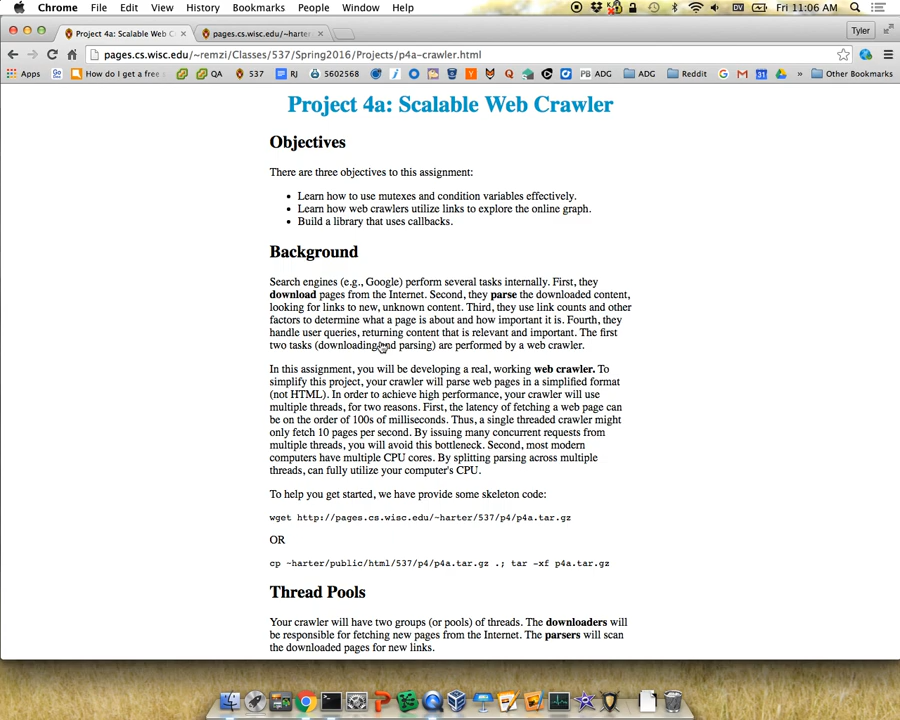 Chrome File Edit View History Bookmarks People Window Help Fri 11:06 AM
Project 4a: Scalable Web C pages.cs.wisc.edu/~harter/ Tyler
pages.cs.wisc.edu/~remzi/Classes/537/Spring2016/Projects/p4a-crawler.html
Apps How do I get a free s QA 537 RJ 5602568 PB ADG ADG Reddit » Other Bookmarks
Project 4a: Scalable Web Crawler
Objectives
There are three objectives to this assignment:
• Learn how to use mutexes and condition variables effectively.
• Learn how web crawlers utilize links to explore the online graph.
• Build a library that uses callbacks.
Background
Search engines (e.g., Google) perform several tasks internally. First, they
download pages from the Internet. Second, they parse the downloaded content,
looking for links to new, unknown content. Third, they use link counts and other
factors to determine what a page is about and how important it is. Fourth, they
handle user queries, returning content that is relevant and important. The first
two tasks (downloading and parsing) are performed by a web crawler.
In this assignment, you will be developing a real, working web crawler. To
simplify this project, your crawler will parse web pages in a simplified format
(not HTML). In order to achieve high performance, your crawler will use
multiple threads, for two reasons. First, the latency of fetching a web page can
be on the order of 100s of milliseconds. Thus, a single threaded crawler might
only fetch 10 pages per second. By issuing many concurrent requests from
multiple threads, you will avoid this bottleneck. Second, most modern
computers have multiple CPU cores. By splitting parsing across multiple
threads, can fully utilize your computer's CPU.
To help you get started, we have provide some skeleton code:
wget http://pages.cs.wisc.edu/~harter/537/p4/p4a.tar.gz
OR
cp ~harter/public/html/537/p4/p4a.tar.gz .; tar -xf p4a.tar.gz
Thread Pools
Your crawler will have two groups (or pools) of threads. The downloaders will
be responsible for fetching new pages from the Internet. The parsers will scan
the downloaded pages for new links.